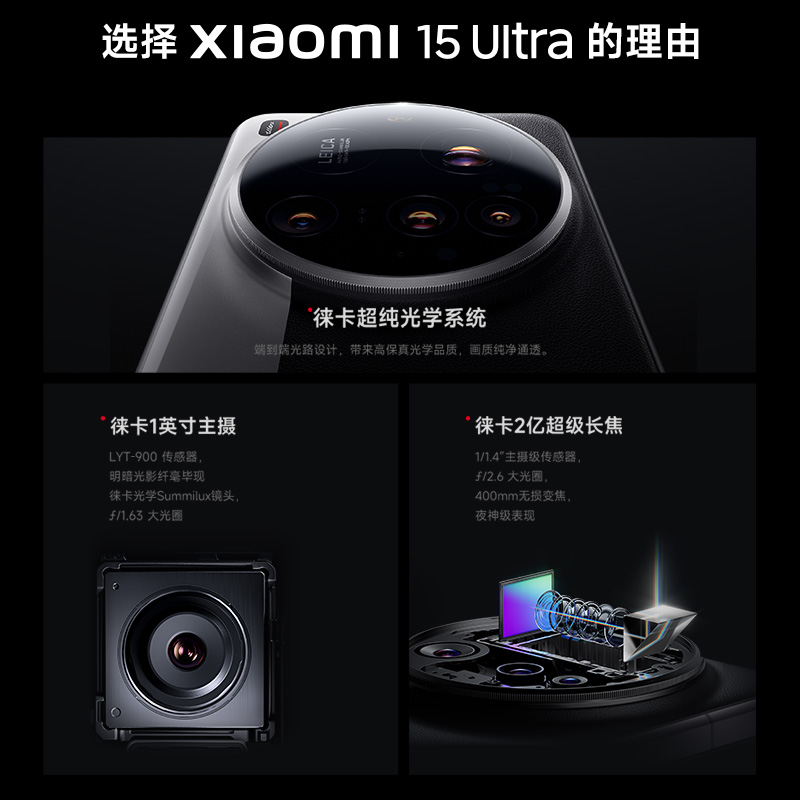 选择 xiaomi 15 Ultra 的理由
LEICA
徕卡超纯光学系统
端到端光路设计，带来高保真光学品质，画质纯净通透。
徕卡1英寸主摄
LYT-900 传感器，
明暗光影纤毫毕现
徕卡光学Summilux镜头，
ƒ/1.63 大光圈
徕卡2亿超级长焦
1/1.4"主摄级传感器，
ƒ/2.6 大光圈，
400mm无损变焦，
夜神级表现